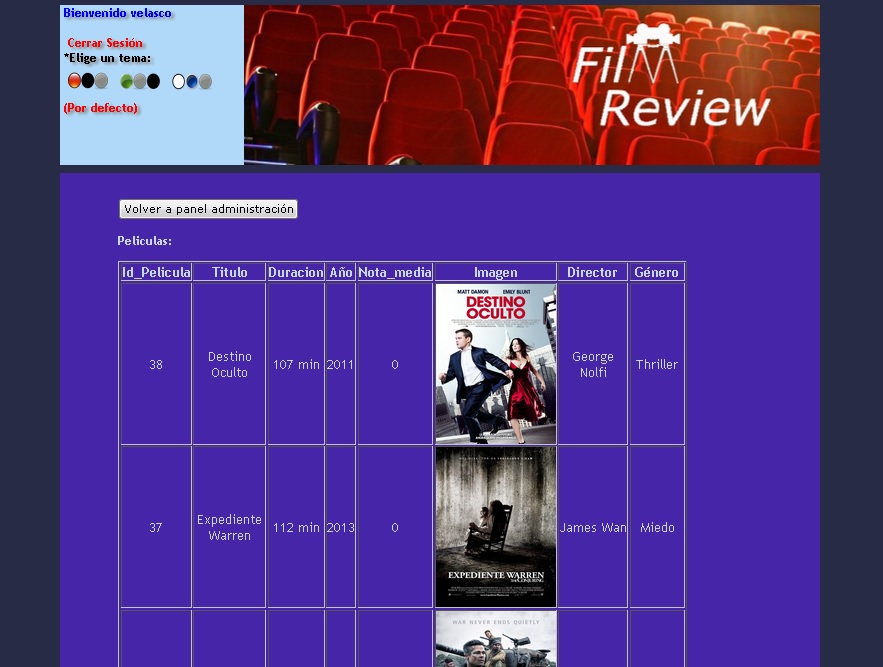 Bienvenido velasco
Cerrar Sesión
*Elige un tema:
(Por defecto)
FilM
Review
Volver a panel administración
Peliculas:
Id_Pelicula Titulo Duracion Año Nota_media Imagen Director Género
38 Destino Oculto 107 min 2011 0 George Nolfi Thriller
MATT DAMON EMILY BLUNT
DESTINO
OCULTO
37 Expediente Warren 112 min 2013 0 James Wan Miedo
EXPEDIENTE WARREN
THE CONJURING
WAR NEVER ENDS QUIETLY